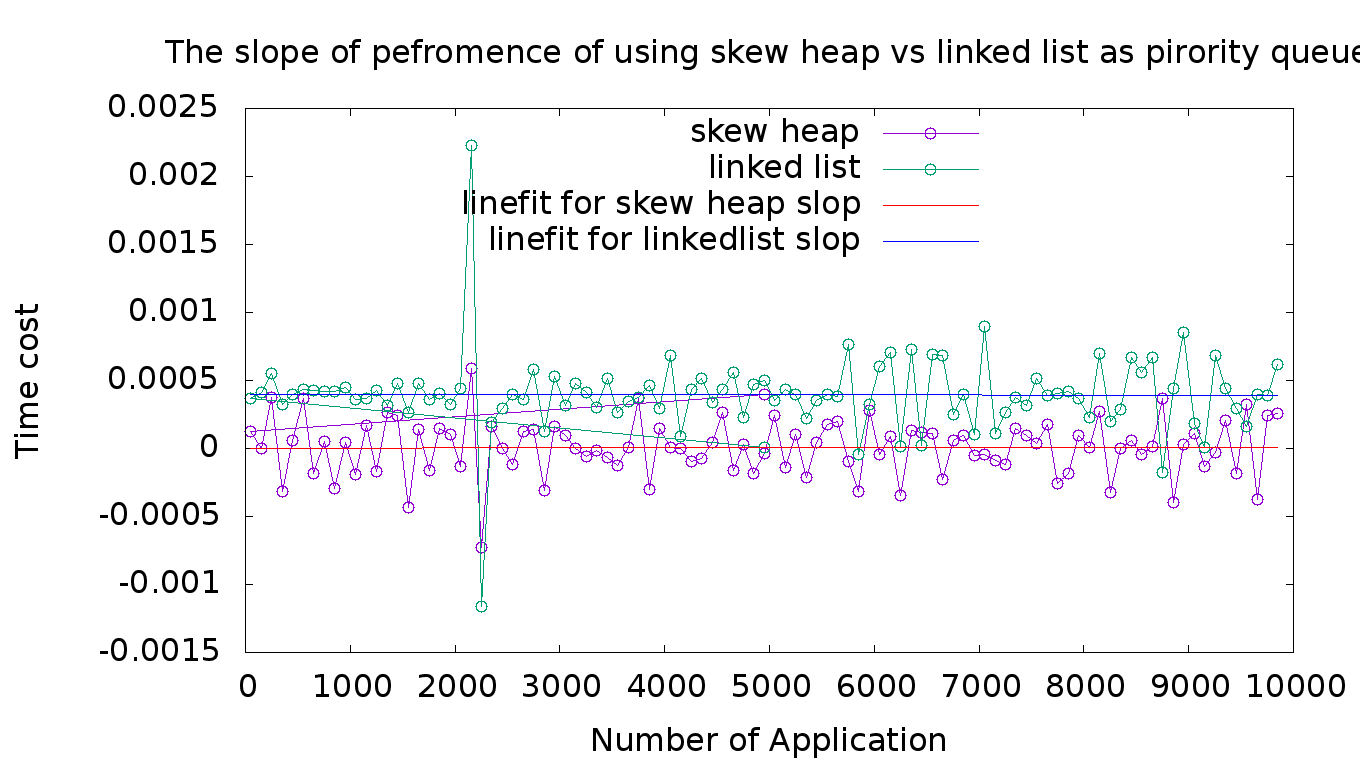 The slope of pefromence of using skew heap vs linked list as pirority queue
0.0025
0.002
0.0015
0.001
0.0005
0
-0.0005
-0.001
-0.0015
skew heap
linked list
linefit for skew heap slop
linefit for linkedlist slop
Time cost
0 1000 2000 3000 4000 5000 6000 7000 8000 9000 10000
Number of Application